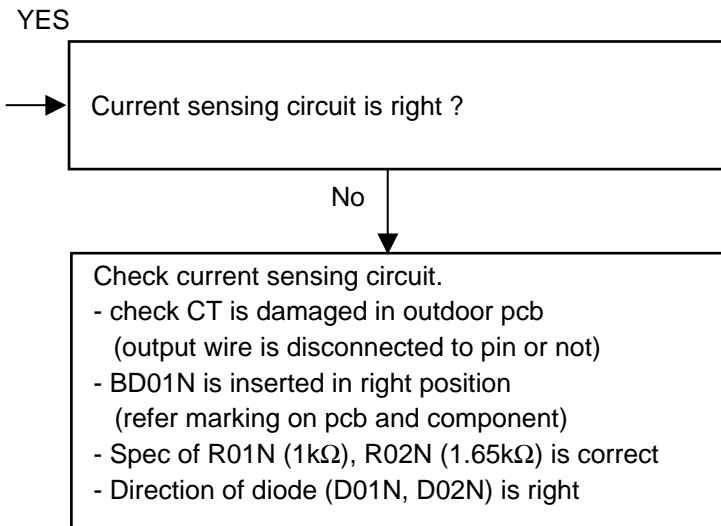 YES
Current sensing circuit is right ?
No
Check current sensing circuit.
- check CT is damaged in outdoor pcb
(output wire is disconnected to pin or not)
- BD01N is inserted in right position
(refer marking on pcb and component)
- Spec of R01N (1kΩ), R02N (1.65kΩ) is correct
- Direction of diode (D01N, D02N) is right